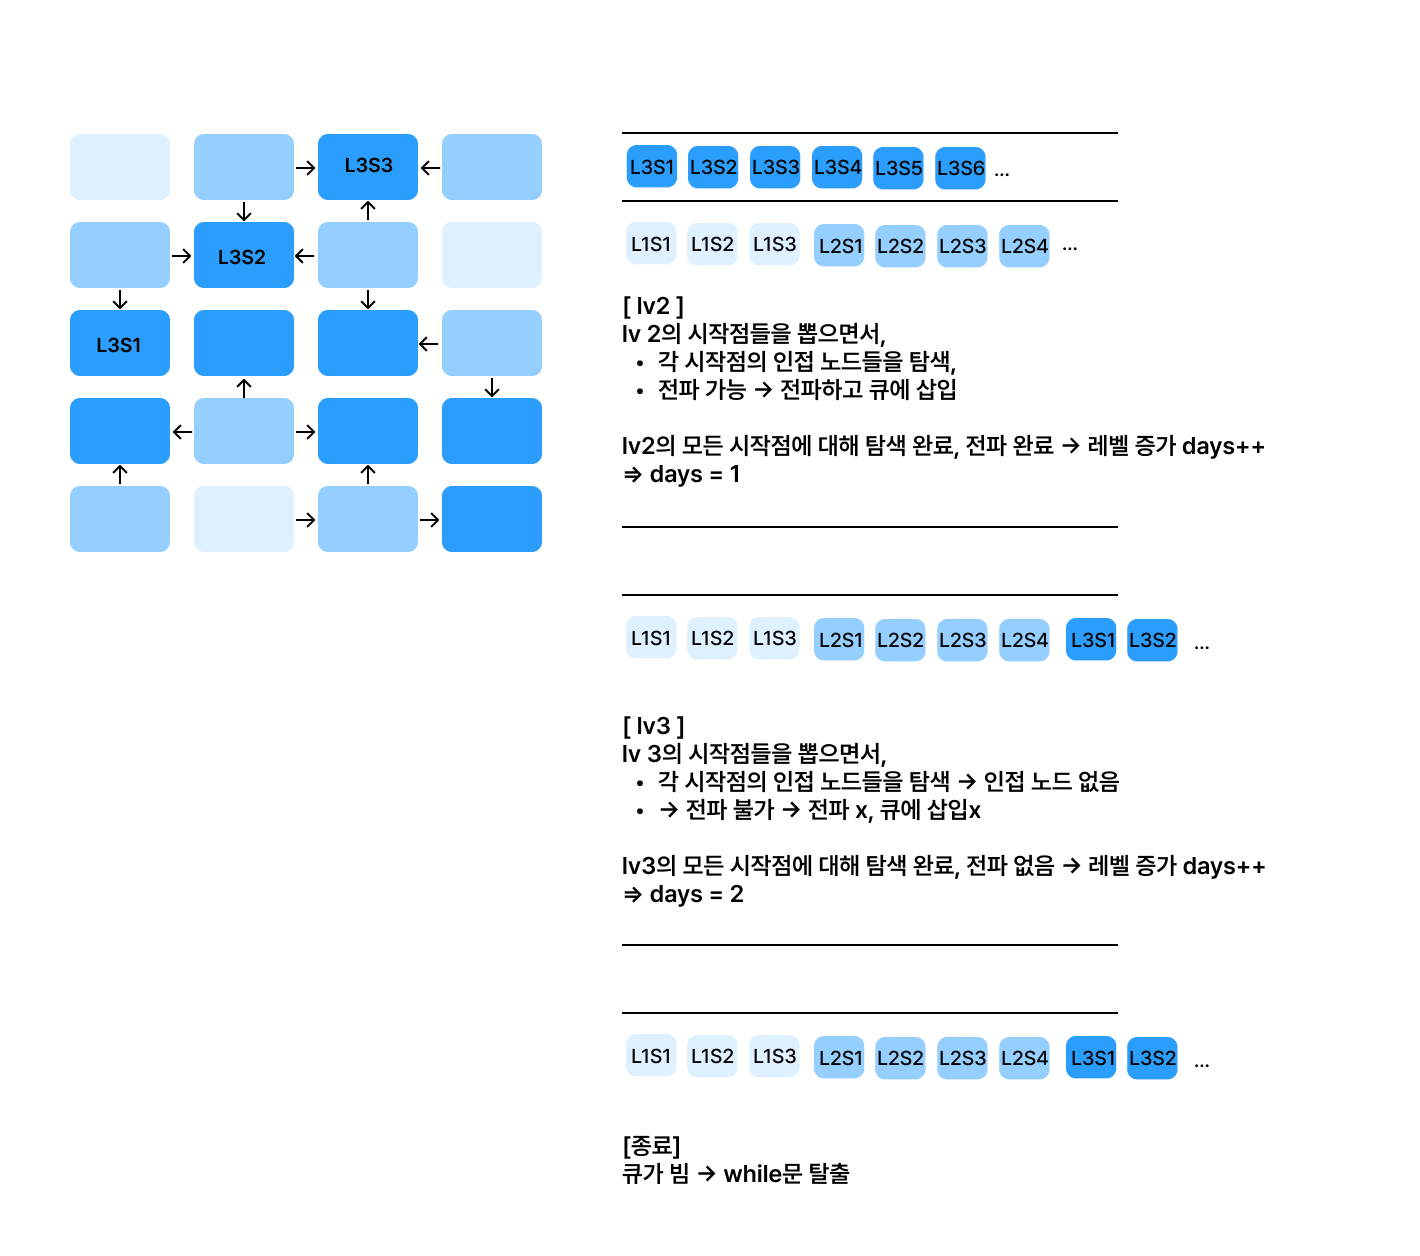 L3S3
L3S2
L3S1
L3S1 L3S2 L3S3 L3S4 L3S5 L3S6 ...
L1S1 L1S2 L1S3 L2S1 L2S2 L2S3 L2S4 ...
[ lv2 ]
lv 2의 시작점들을 뽑으면서,
• 각 시작점의 인접 노드들을 탐색,
• 전파 가능 → 전파하고 큐에 삽입
lv2의 모든 시작점에 대해 탐색 완료, 전파 완료 → 레벨 증가 days++
⇒ days = 1
L1S1 L1S2 L1S3 L2S1 L2S2 L2S3 L2S4 L3S1 L3S2 ...
[ lv3 ]
lv 3의 시작점들을 뽑으면서,
• 각 시작점의 인접 노드들을 탐색 → 인접 노드 없음
• → 전파 불가 → 전파 x, 큐에 삽입x
lv3의 모든 시작점에 대해 탐색 완료, 전파 없음 → 레벨 증가 days++
⇒ days = 2
L1S1 L1S2 L1S3 L2S1 L2S2 L2S3 L2S4 L3S1 L3S2 ...
[종료]
큐가 빔 → while문 탈출